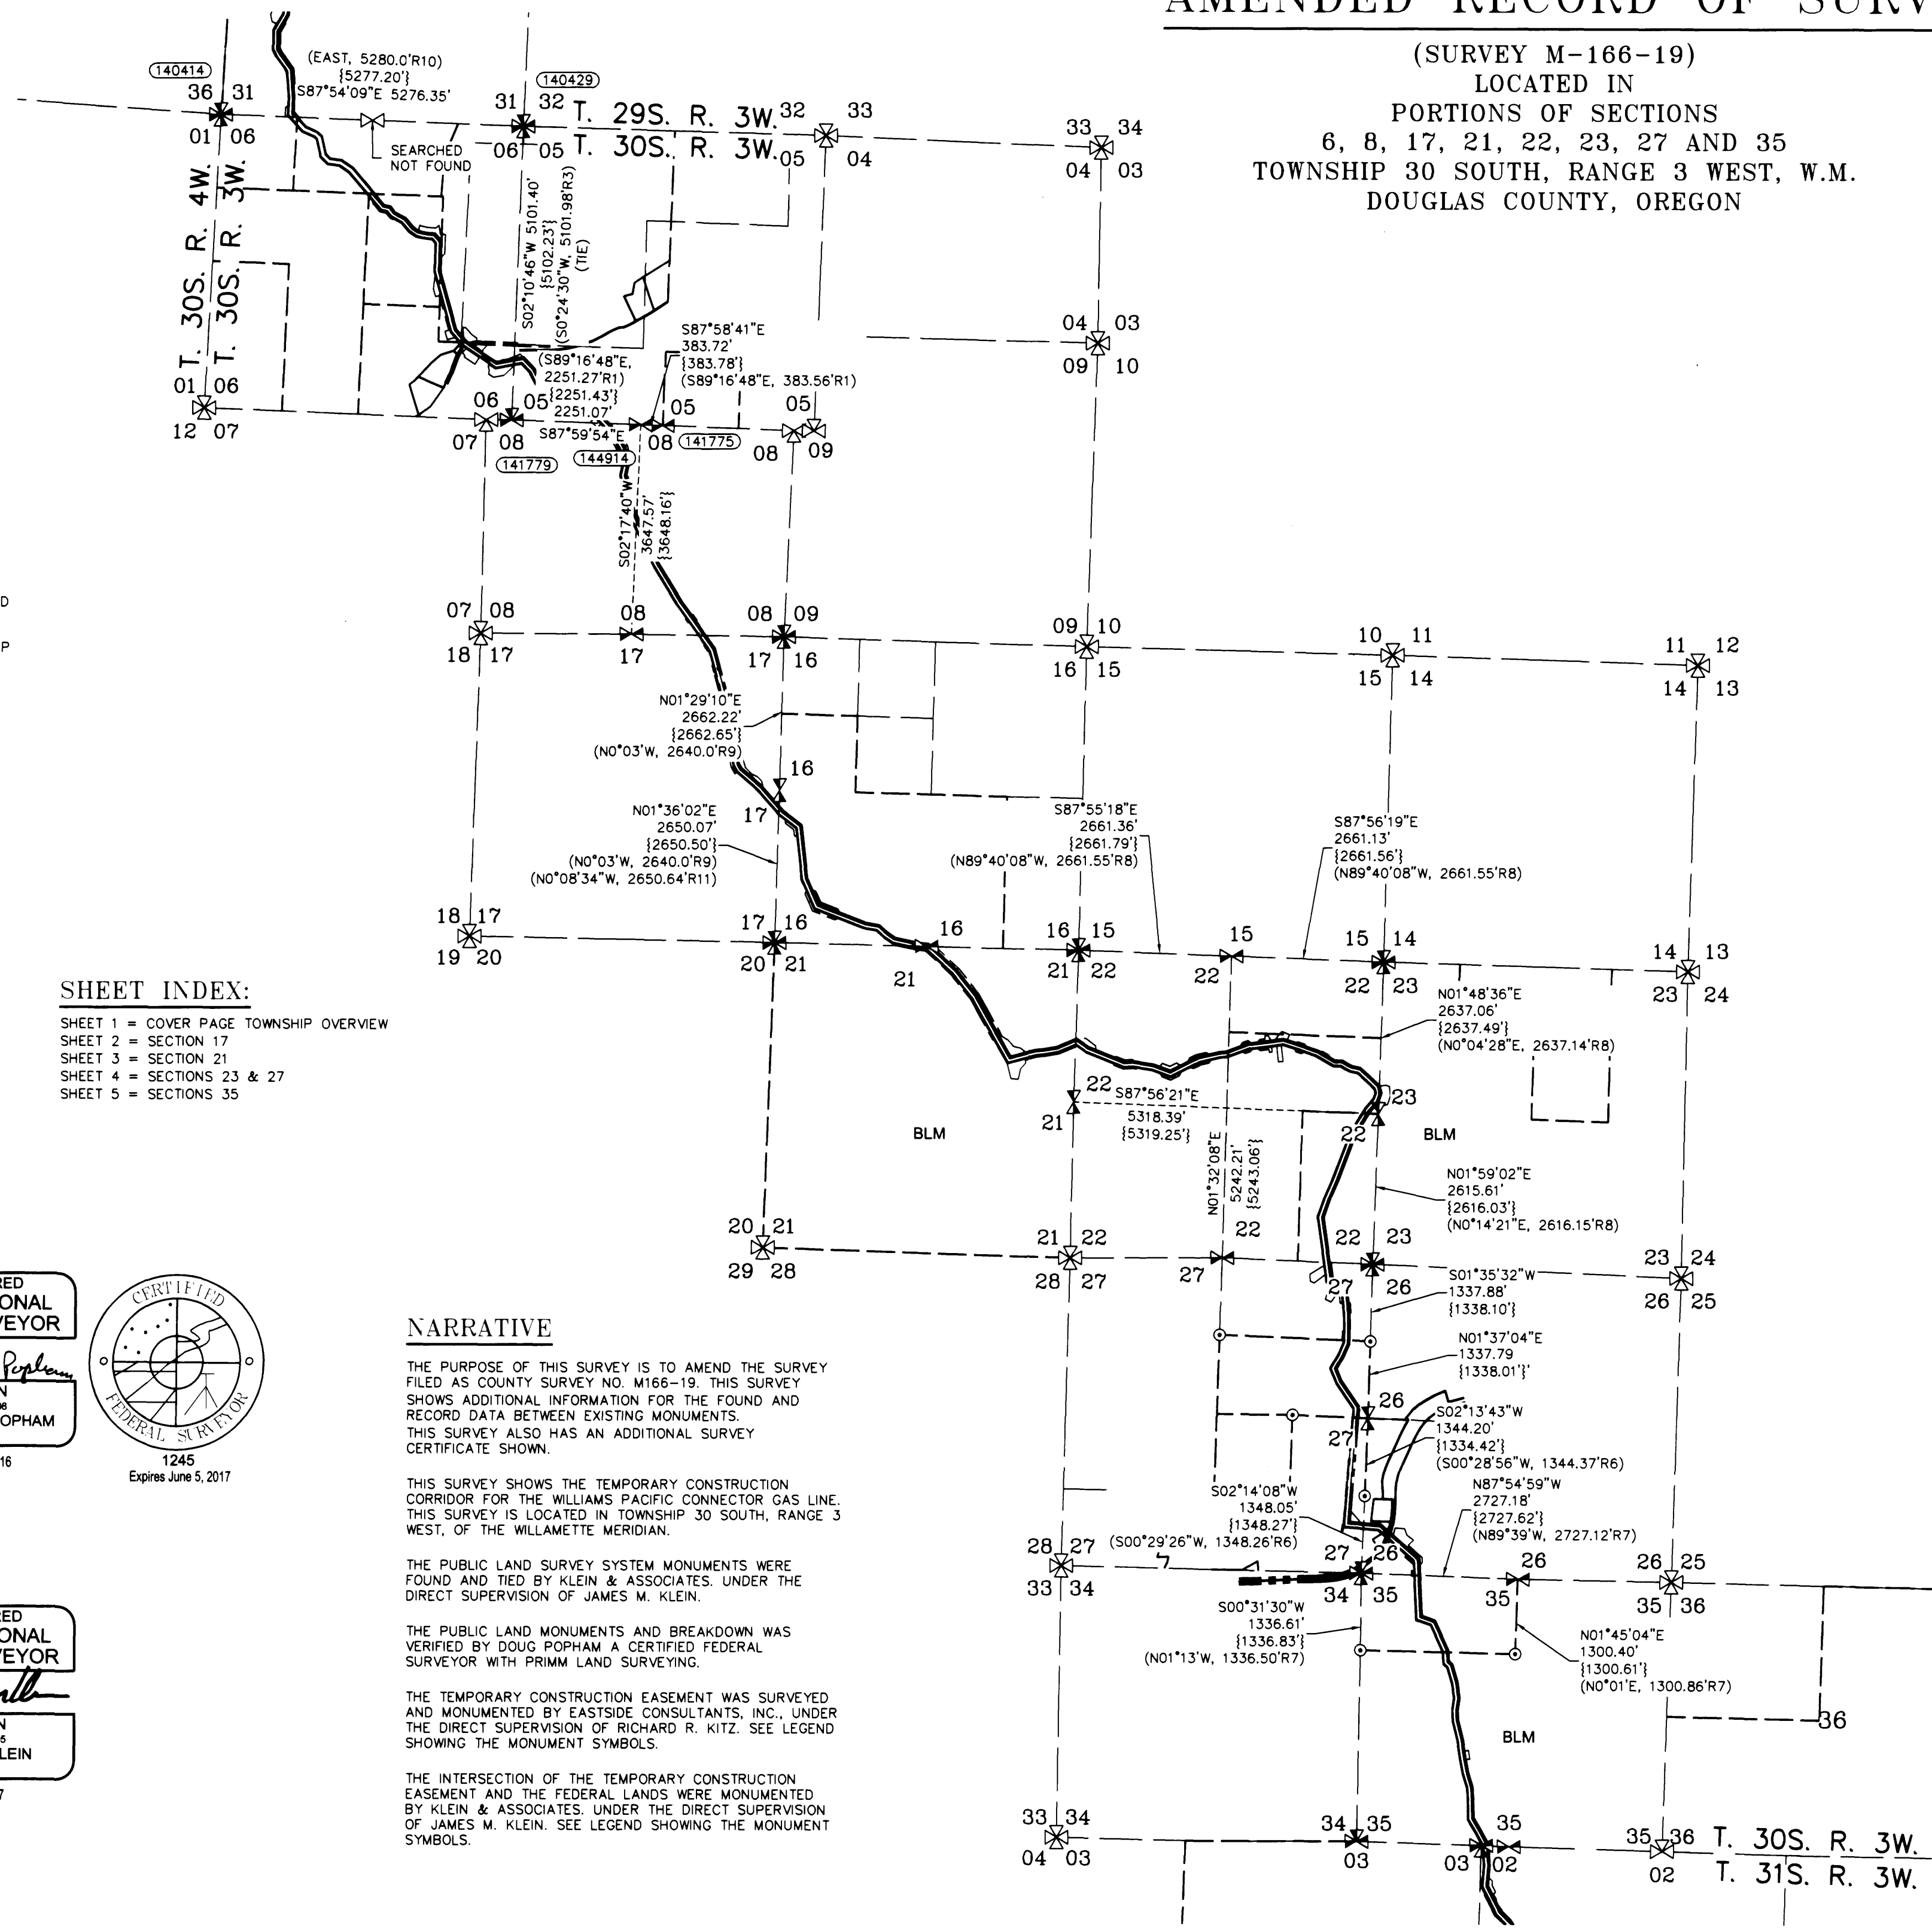 AMENDED RECORD OF SURV
(SURVEY M-166-19)
LOCATED IN
PORTIONS OF SECTIONS
6, 8, 17, 21, 22, 23, 27 AND 35
TOWNSHIP 30 SOUTH, RANGE 3 WEST, W.M.
DOUGLAS COUNTY, OREGON
(EAST, 5280.0'R10)
{5277.20'}
S87°54'09"E 5276.35'
140414
140429
36 31
01 06
31 32
06 05
T. 29S. R. 3W.
T. 30S. R. 3W.
32 33
05 04
33 34
04 03
SEARCHED
NOT FOUND
T. 30S. R. 4W.
T. 30S. R. 3W.
S02°10'46"W 5101.40'
{5102.23'}
(S0°24'30"W, 5101.98'R3)
(TIE)
04 03
09 10
S87°58'41"E
383.72'
{383.78'}
(S89°16'48"E, 383.56'R1)
(S89°16'48"E,
2251.27'R1)
{2251.43'}
2251.07'
S87°59'54"E
01 06
12 07
06 05
07 08
05
08
05
08 09
141779
144914
141775
S02°17'40"W
3647.57'
{3648.16'}
D
P
07 08
18 17
08
17
08 09
17 16
09 10
16 15
10 11
15 14
11 12
14 13
N01°29'10"E
2662.22'
{2662.65'}
(N0°03'W, 2640.0'R9)
16
17
N01°36'02"E
2650.07'
{2650.50'}
(N0°03'W, 2640.0'R9)
(N0°08'34"W, 2650.64'R11)
S87°55'18"E
2661.36'
{2661.79'}
(N89°40'08"W, 2661.55'R8)
S87°56'19"E
2661.13'
{2661.56'}
(N89°40'08"W, 2661.55'R8)
18 17
19 20
17 16
20 21
16
21
16 15
21 22
15
22
15 14
22 23
14 13
23 24
SHEET INDEX:
SHEET 1 = COVER PAGE TOWNSHIP OVERVIEW
SHEET 2 = SECTION 17
SHEET 3 = SECTION 21
SHEET 4 = SECTIONS 23 & 27
SHEET 5 = SECTIONS 35
N01°48'36"E
2637.06'
{2637.49'}
(N0°04'28"E, 2637.14'R8)
22
21
S87°56'21"E
5318.39'
{5319.25'}
23
22
BLM
BLM
N01°32'08"E
5242.21'
{5243.06'}
N01°59'02"E
2615.61'
{2616.03'}
(N0°14'21"E, 2616.15'R8)
20 21
29 28
21 22
28 27
22
27
22 23
27 26
23 24
26 25
S01°35'32"W
1337.88'
{1338.10'}
N01°37'04"E
1337.79
{1338.01'}'
26
27
S02°13'43"W
1344.20'
{1334.42'}
(S00°28'56"W, 1344.37'R6)
N87°54'59"W
2727.18'
{2727.62'}
(N89°39'W, 2727.12'R7)
S02°14'08"W
1348.05'
{1348.27'}
(S00°29'26"W, 1348.26'R6)
28 27
33 34
27 26
34 35
26
35
26 25
35 36
S00°31'30"W
1336.61'
{1336.83'}
(N01°13'W, 1336.50'R7)
N01°45'04"E
1300.40'
{1300.61'}
(N0°01'E, 1300.86'R7)
36
BLM
33 34
04 03
34 35
03
35
03 02
35 36
02
T. 30S. R. 3W.
T. 31S. R. 3W.
RED
ONAL
VEYOR
Popham
N
OPHAM
16
CERTIFIED
FEDERAL SURVEYOR
1245
Expires June 5, 2017
RED
ONAL
VEYOR
N
LEIN
7
NARRATIVE
THE PURPOSE OF THIS SURVEY IS TO AMEND THE SURVEY
FILED AS COUNTY SURVEY NO. M166-19. THIS SURVEY
SHOWS ADDITIONAL INFORMATION FOR THE FOUND AND
RECORD DATA BETWEEN EXISTING MONUMENTS.
THIS SURVEY ALSO HAS AN ADDITIONAL SURVEY
CERTIFICATE SHOWN.
THIS SURVEY SHOWS THE TEMPORARY CONSTRUCTION
CORRIDOR FOR THE WILLIAMS PACIFIC CONNECTOR GAS LINE.
THIS SURVEY IS LOCATED IN TOWNSHIP 30 SOUTH, RANGE 3
WEST, OF THE WILLAMETTE MERIDIAN.
THE PUBLIC LAND SURVEY SYSTEM MONUMENTS WERE
FOUND AND TIED BY KLEIN & ASSOCIATES. UNDER THE
DIRECT SUPERVISION OF JAMES M. KLEIN.
THE PUBLIC LAND MONUMENTS AND BREAKDOWN WAS
VERIFIED BY DOUG POPHAM A CERTIFIED FEDERAL
SURVEYOR WITH PRIMM LAND SURVEYING.
THE TEMPORARY CONSTRUCTION EASEMENT WAS SURVEYED
AND MONUMENTED BY EASTSIDE CONSULTANTS, INC., UNDER
THE DIRECT SUPERVISION OF RICHARD R. KITZ. SEE LEGEND
SHOWING THE MONUMENT SYMBOLS.
THE INTERSECTION OF THE TEMPORARY CONSTRUCTION
EASEMENT AND THE FEDERAL LANDS WERE MONUMENTED
BY KLEIN & ASSOCIATES. UNDER THE DIRECT SUPERVISION
OF JAMES M. KLEIN. SEE LEGEND SHOWING THE MONUMENT
SYMBOLS.